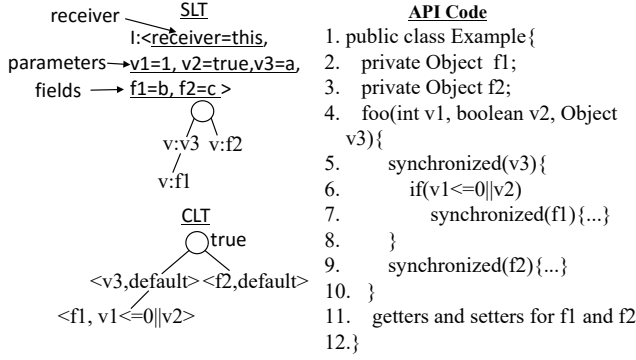 SLT
receiver
I:<receiver=this,
parameters
v1=1, v2=true,v3=a,
fields
f1=b, f2=c >
v:v3 v:f2
v:f1
CLT
true
<v3,default> <f2,default>
<f1, v1<=0||v2>
API Code
1. public class Example{
2. private Object f1;
3. private Object f2;
4. foo(int v1, boolean v2, Object
v3){
5. synchronized(v3){
6. if(v1<=0||v2)
7. synchronized(f1){...}
8. }
9. synchronized(f2){...}
10. }
11. getters and setters for f1 and f2
12.}